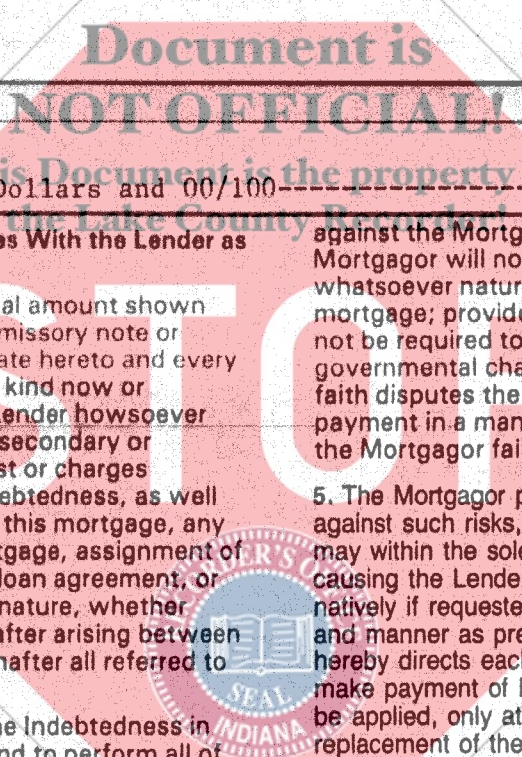 Document is
NOT OFFICIAL!
is Document is the property
Dollars and 00/100-----------------
the Lake County Recorder!
es With the Lender as
al amount shown
missory note or
ate hereto and every
kind now or
ender howsoever
secondary or
st or charges
ebtedness, as well
this mortgage, any
tgage, assignment of
loan agreement, or
nature, whether
after arising between
nafter all referred to
he Indebtedness in
nd to perform all of
against the Mortg
Mortgagor will no
whatsoever natur
mortgage; provide
not be required to
governmental cha
faith disputes the
payment in a man
the Mortgagor fai
5. The Mortgagor p
against such risks,
may within the sole
causing the Lende
natively if requeste
and manner as pre
hereby directs each
make payment of l
be applied, only at
replacement of the
STOP
RECORDER'S OFFICE
SEAL
INDIANA